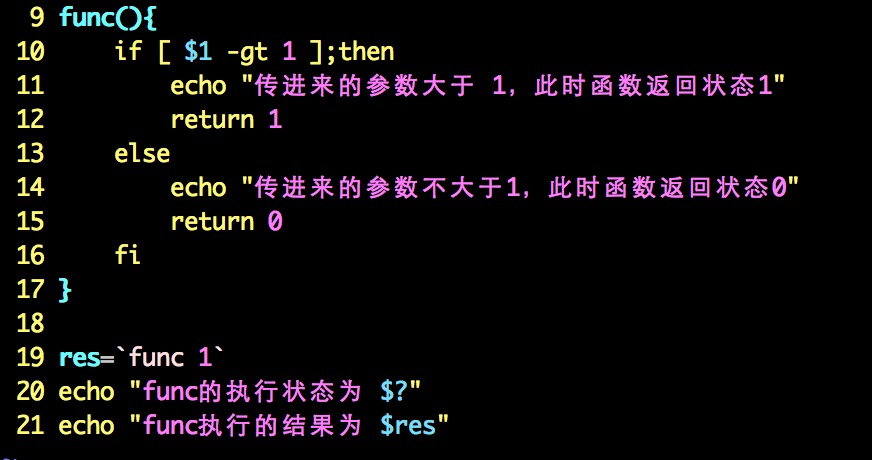 9 func(){
10     if [ $1 -gt 1 ];then
11         echo "传进来的参数大于 1，此时函数返回状态1"
12         return 1
13     else
14         echo "传进来的参数不大于1，此时函数返回状态0"
15         return 0
16     fi
17 }
18
19 res=`func 1`
20 echo "func的执行状态为 $?"
21 echo "func执行的结果为 $res"
~